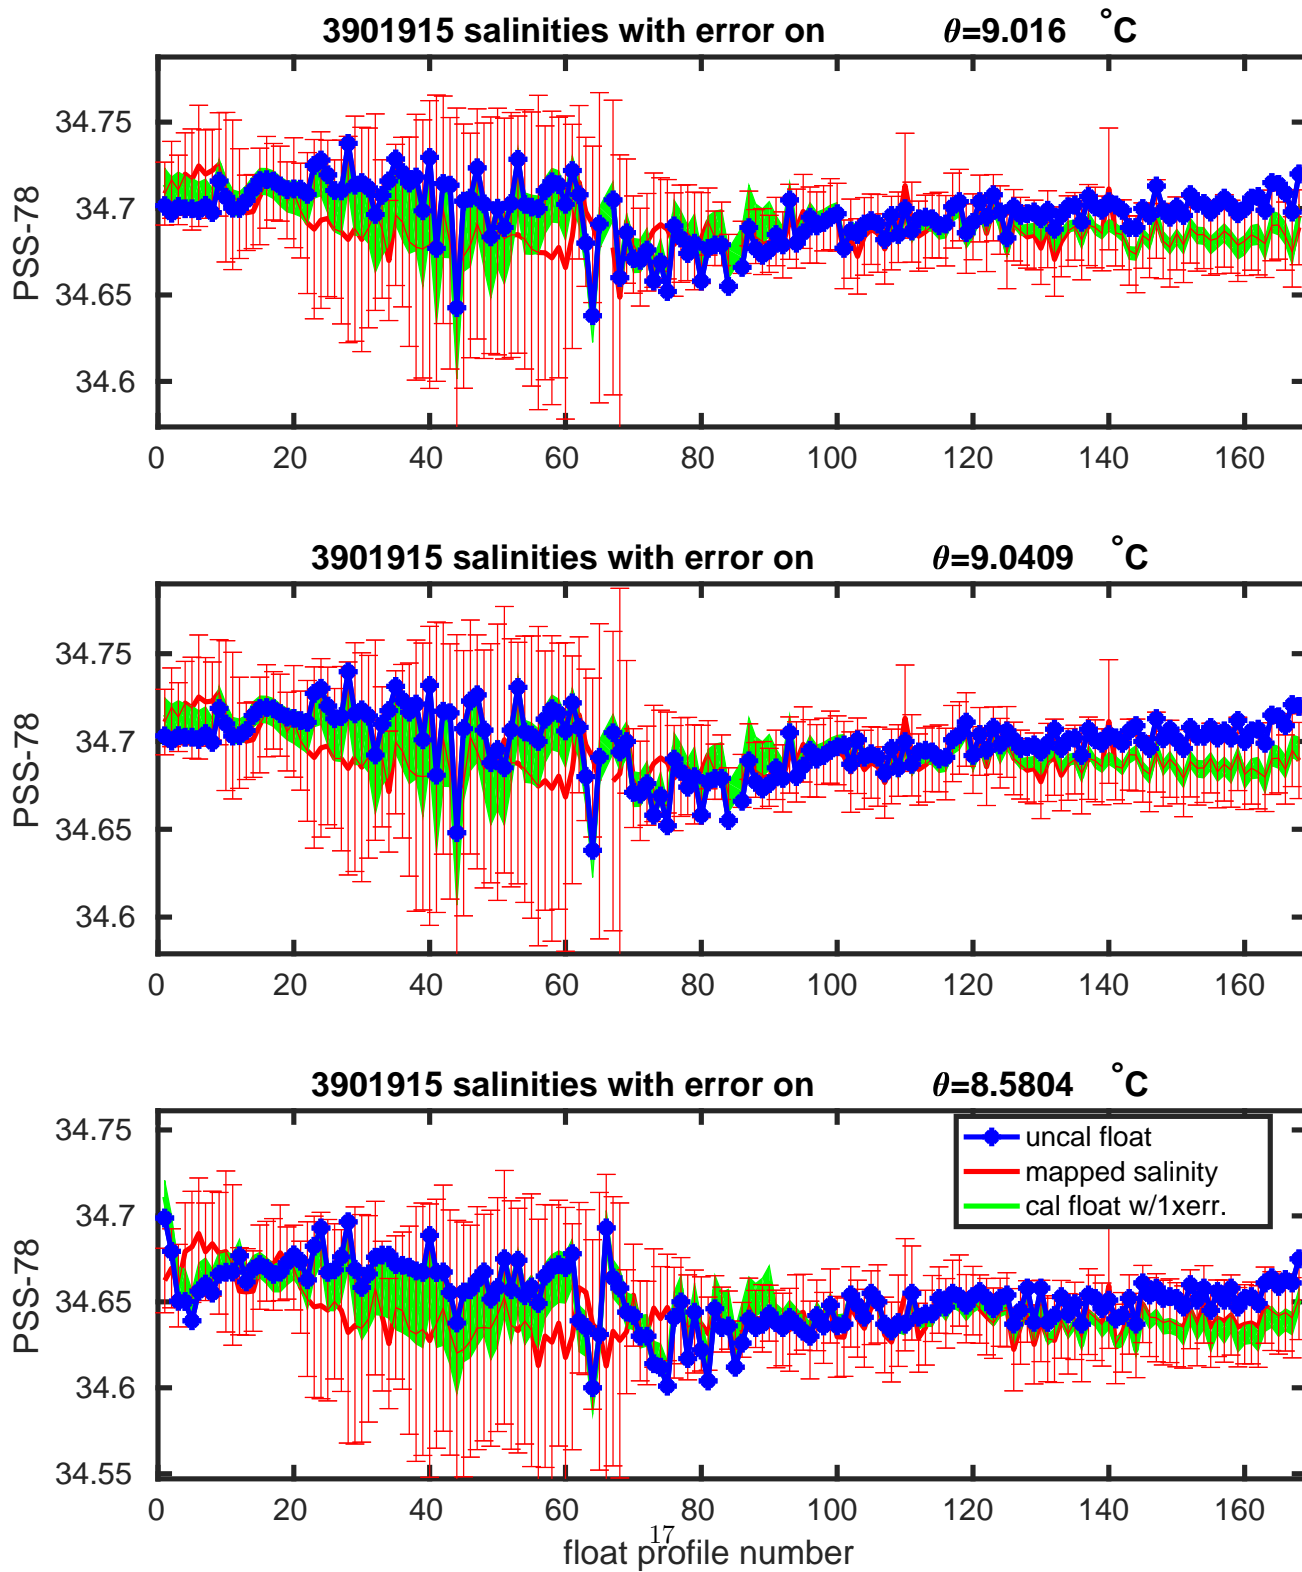 3901915 salinities with error on θ=9.016 °C
PSS-78
34.75
34.7
34.65
34.6
0 20 40 60 80 100 120 140 160
3901915 salinities with error on θ=9.0409 °C
PSS-78
34.75
34.7
34.65
34.6
0 20 40 60 80 100 120 140 160
3901915 salinities with error on θ=8.5804 °C
PSS-78
34.75
34.7
34.65
34.6
34.55
uncal float
mapped salinity
cal float w/1xerr.
0 20 40 60 80 100 120 140 160
17
float profile number